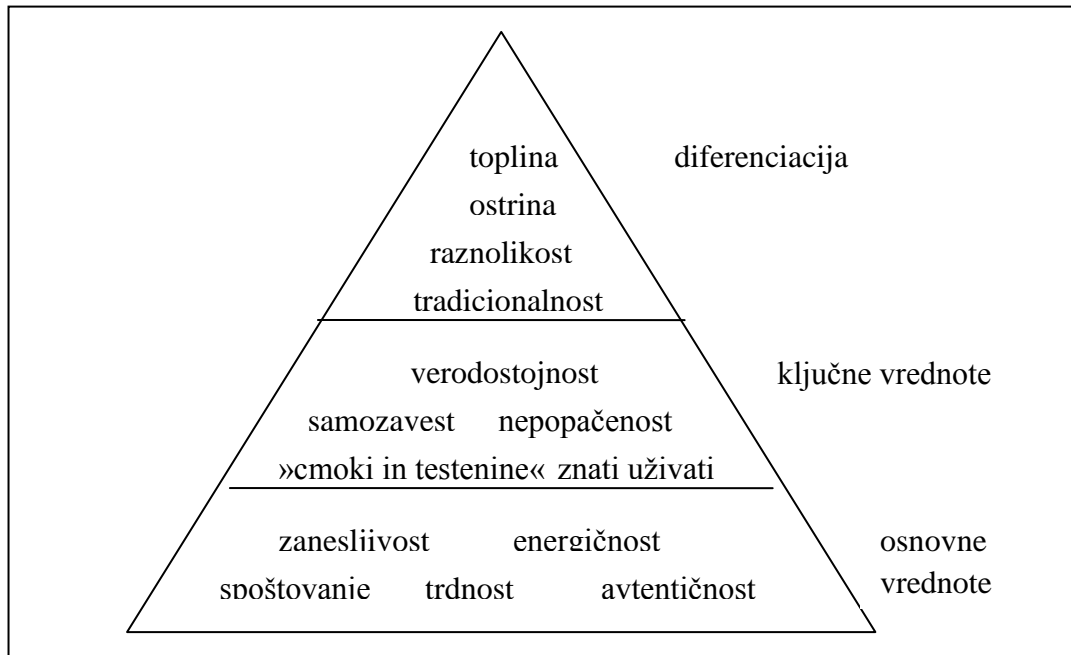 toplina diferenciacija
ostrina
raznolikost
tradicionalnost
verodostojnost ključne vrednote
samozavest nepopačenost
»cmoki in testenine« znati uživati
zanesljivost energičnost osnovne
spoštovanje trdnost avtentičnost vrednote